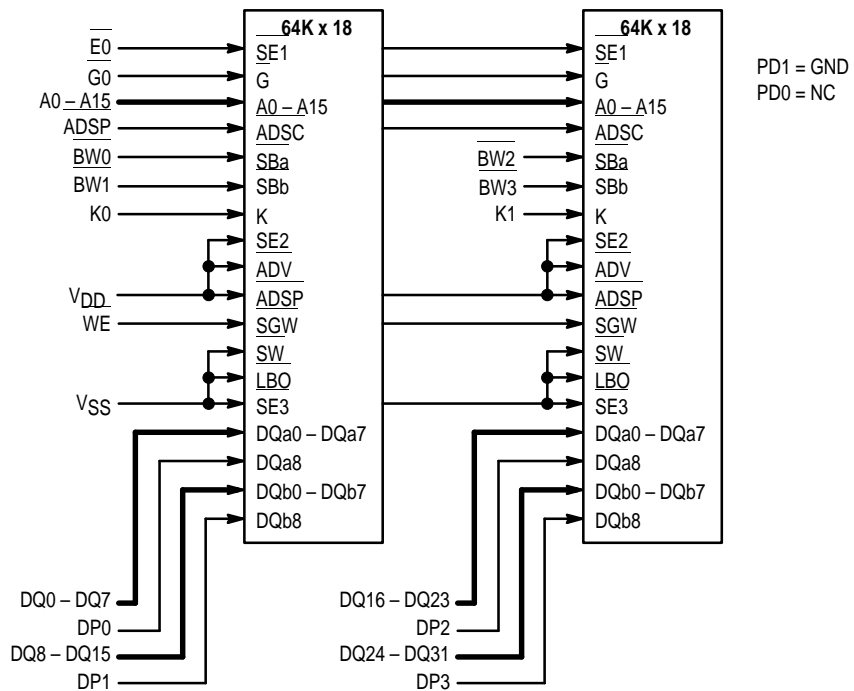 64K x 18
64K x 18
E0
SE1
SE1
G0
G
G
PD1 = GND
PD0 = NC
A0 – A15
A0 – A15
A0 – A15
ADSP
ADSC
ADSC
BW0
SBa
BW2
SBa
BW1
SBb
BW3
SBb
K0
K
K1
K
SE2
SE2
ADV
ADV
VDD
ADSP
ADSP
WE
SGW
SGW
SW
SW
LBO
LBO
VSS
SE3
SE3
DQa0 – DQa7
DQa0 – DQa7
DQa8
DQa8
DQb0 – DQb7
DQb0 – DQb7
DQb8
DQb8
DQ0 – DQ7
DQ16 – DQ23
DP0
DP2
DQ8 – DQ15
DQ24 – DQ31
DP1
DP3